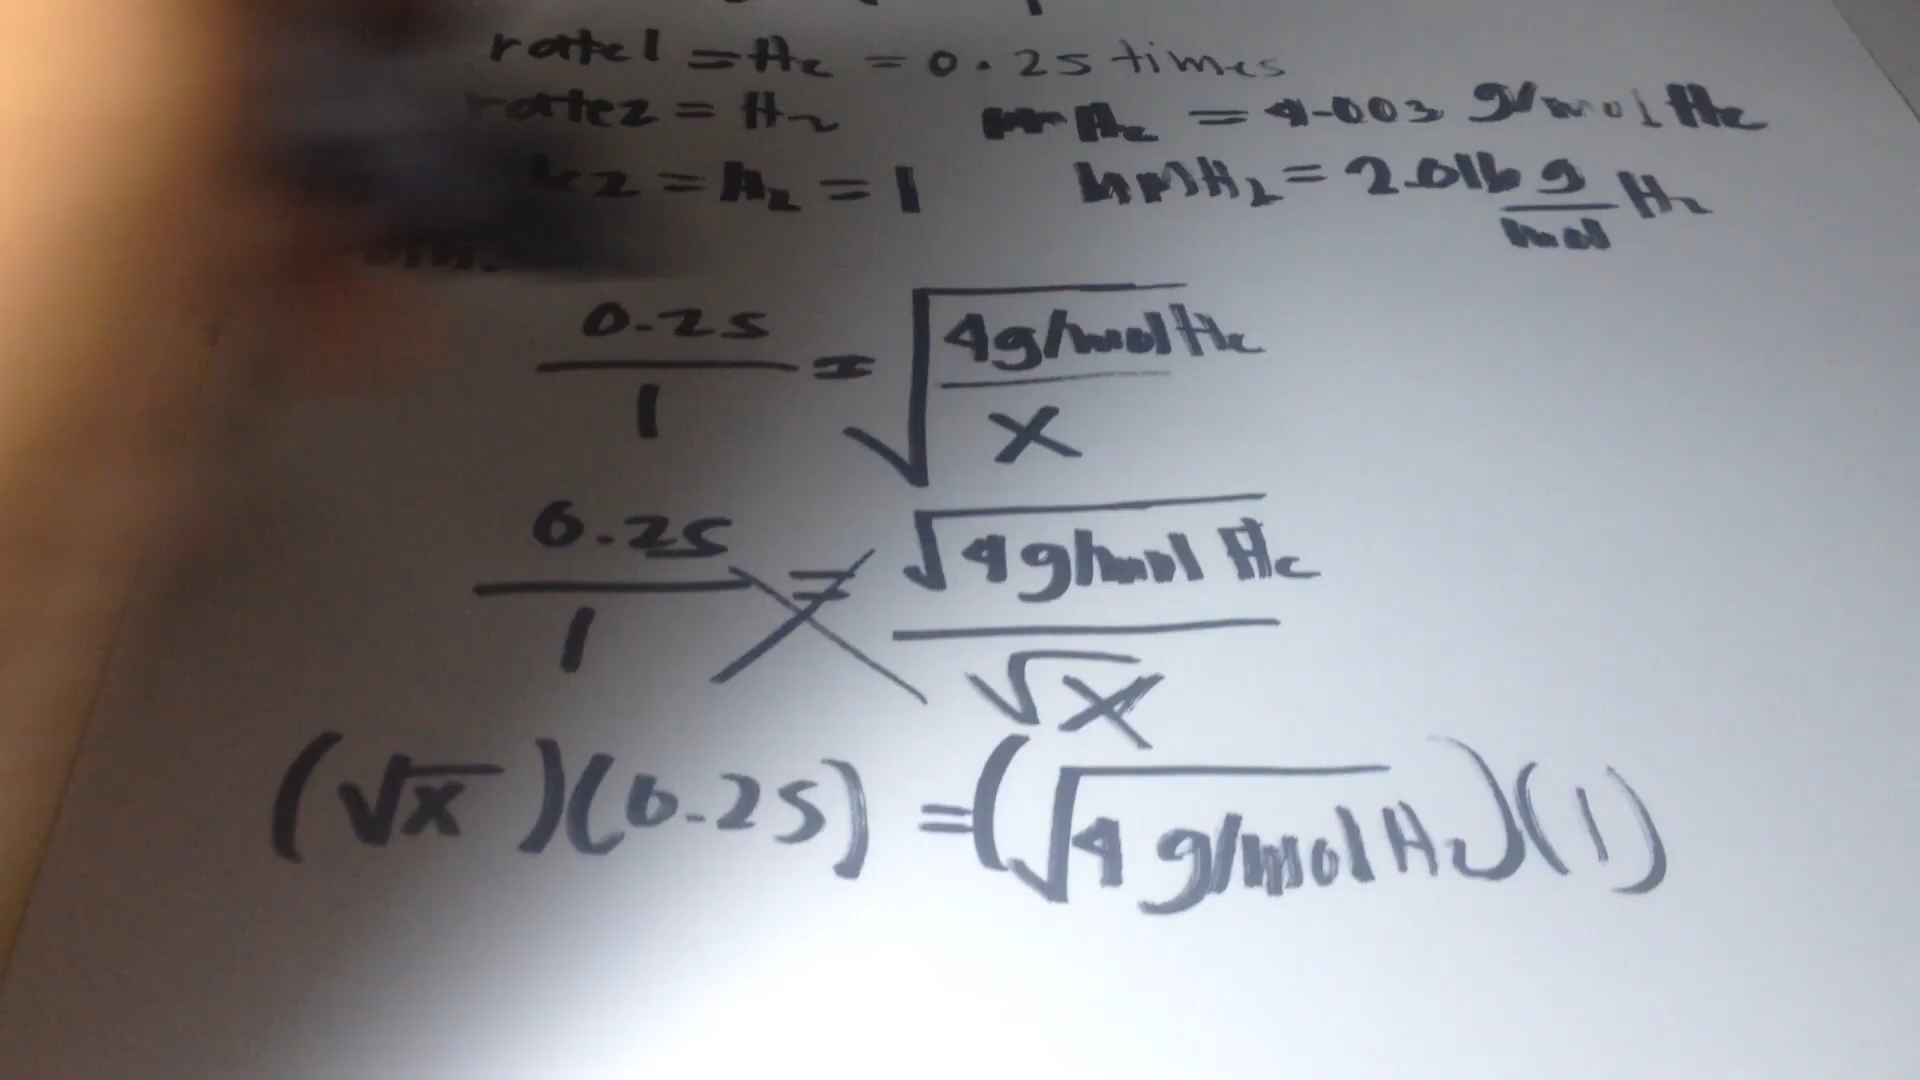 rate1 = He = 0.25 times
rate2 = H2 mm He = 4.003 g/mol He
= H2 = 1 mm H2 = 2.016 g/mol H2
0.25/1 = √(4g/mol He/x)
0.25/1 = √4g/mol He/√x
(√x)(0.25) = (√4 g/mol He)(1)